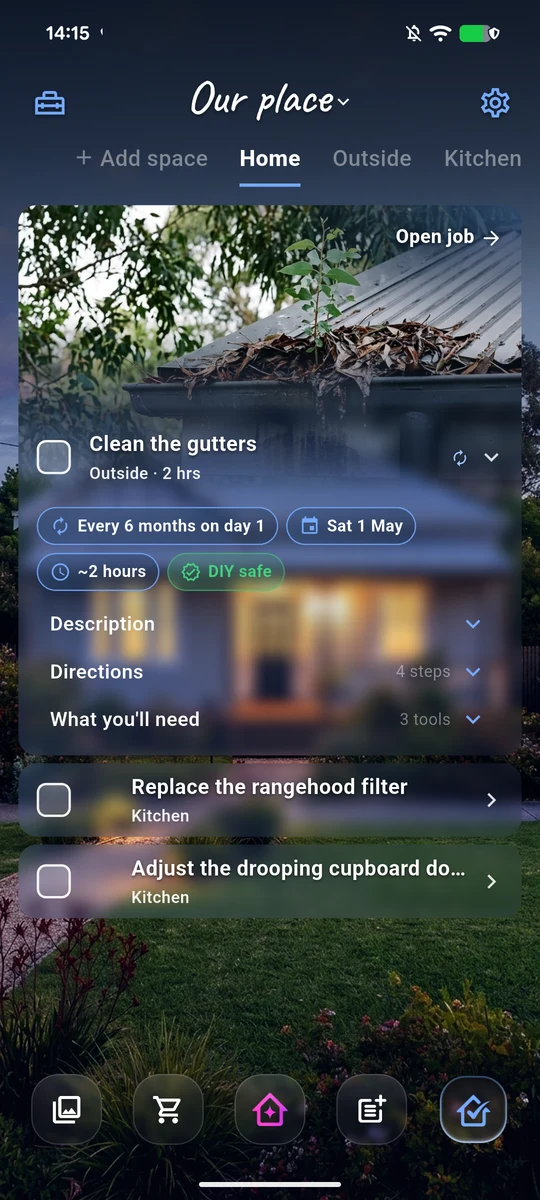 14:15
Our place
+ Add space
Home
Outside
Kitchen
Open job →
Clean the gutters
Outside · 2 hrs
Every 6 months on day 1
Sat 1 May
~2 hours
DIY safe
Description
Directions
4 steps
What you'll need
3 tools
Replace the rangehood filter
Kitchen
Adjust the drooping cupboard do...
Kitchen